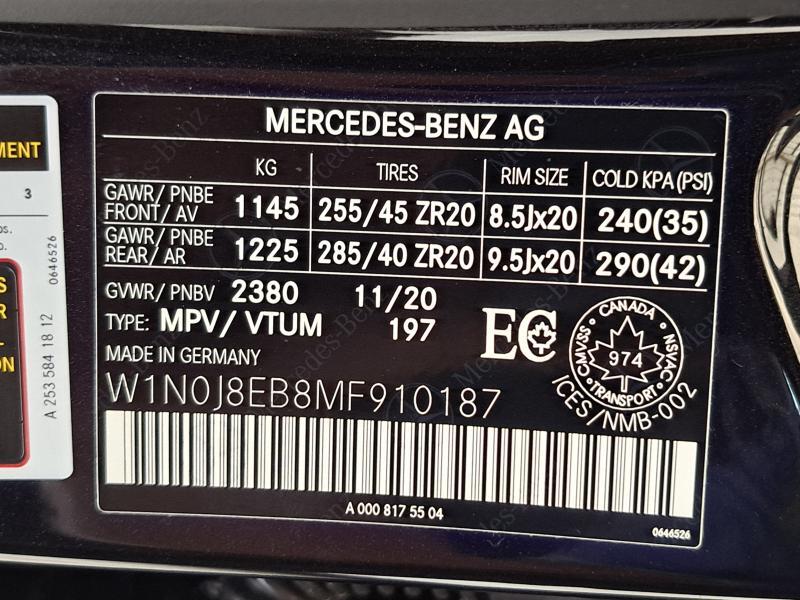 MERCEDES-BENZ AG
KG TIRES RIM SIZE COLD KPA (PSI)
GAWR/ PNBE
FRONT/ AV 1145 255/45 ZR20 8.5Jx20 240(35)
GAWR/ PNBE
REAR/ AR 1225 285/40 ZR20 9.5Jx20 290(42)
GVWR/ PNBV 2380 11/20
TYPE: MPV/ VTUM 197
EC
CANADA
CMVSS NSVAC
974
TRANSPORT
ICES/NMB-002
MADE IN GERMANY
W1N0J8EB8MF910187
A 000 817 55 04
0646526
MENT
3
A 253 584 18 12
0646526